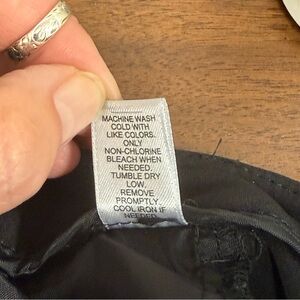 MACHINE WASH
COLD WITH
LIKE COLORS.
ONLY
NON-CHLORINE
BLEACH WHEN
NEEDED.
TUMBLE DRY
LOW.
REMOVE
PROMPTLY.
COOL IRON IF
NEEDED